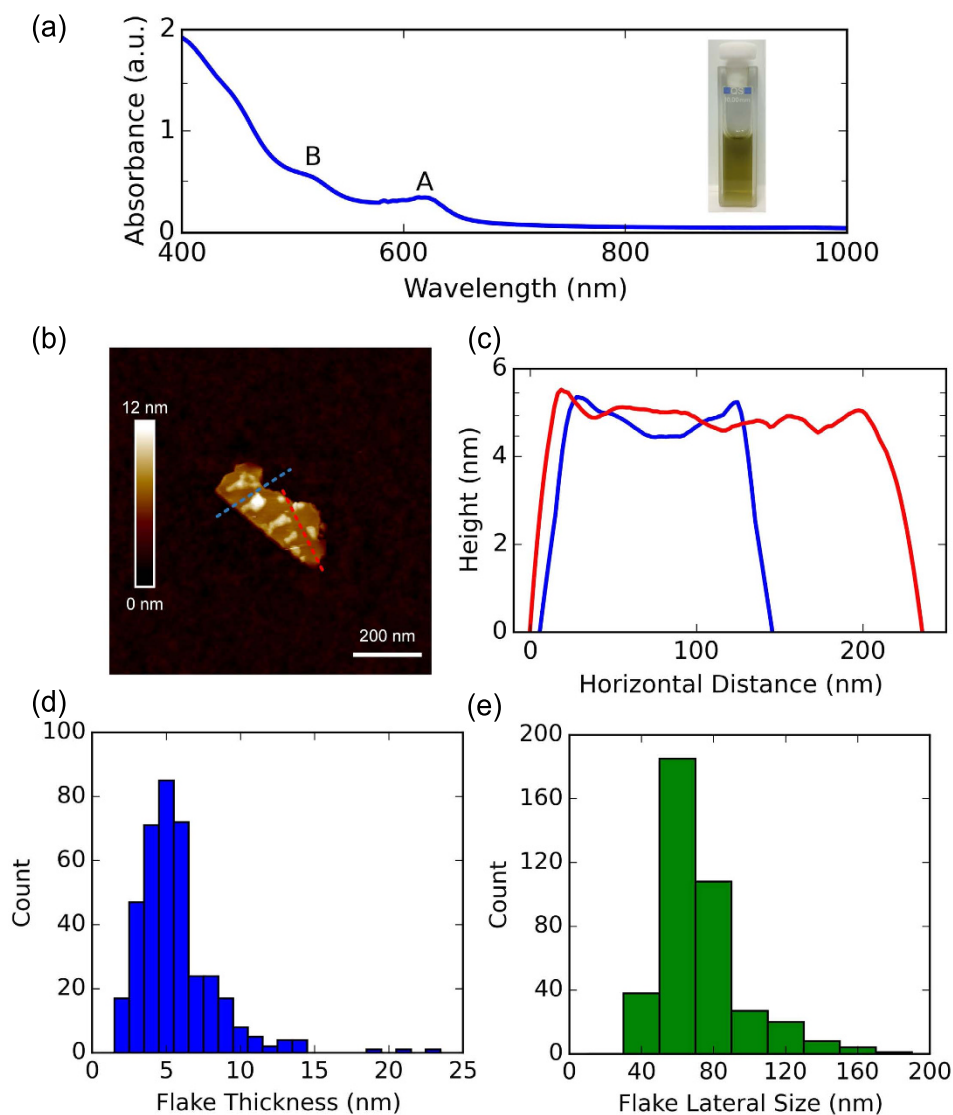 (a)
Absorbance (a.u.)
2
1
0
B
A
400
600
800
1000
Wavelength (nm)
(b)
12 nm
0 nm
200 nm
(c)
Height (nm)
6
4
2
0
0
100
200
Horizontal Distance (nm)
(d)
Count
100
80
60
40
20
0
0
5
10
15
20
25
Flake Thickness (nm)
(e)
Count
200
160
120
80
40
0
0
40
80
120
160
200
Flake Lateral Size (nm)